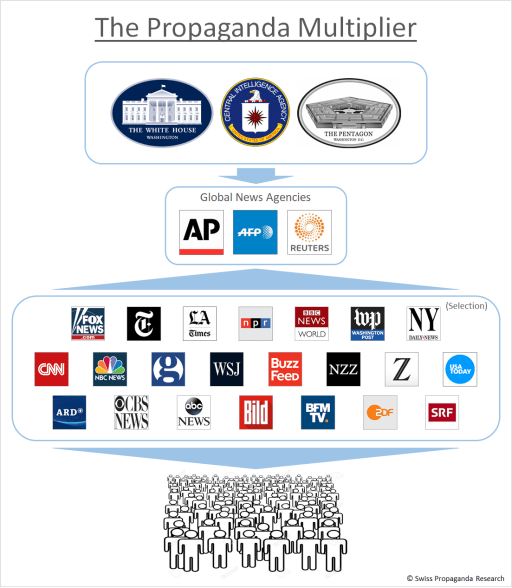 The Propaganda Multiplier
THE WHITE HOUSE
WASHINGTON
CENTRAL INTELLIGENCE AGENCY
UNITED STATES OF AMERICA
THE PENTAGON
WASHINGTON D.C.
Global News Agencies
AP
AFP
REUTERS
(Selection)
FOX
NEWS
.com
T
LA
Times
npr
BBC
NEWS
WORLD
wp
WASHINGTON
POST
NY
DAILY NEWS
CNN
NBC NEWS
g
WSJ
Buzz
Feed
NZZ
Z
USA
TODAY
ARD
CBS
NEWS
abc
NEWS
Bild
BFM
TV.
ZDF
SRF
© Swiss Propaganda Research